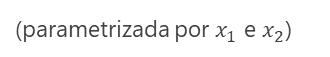 (parametrizada por x₁ e x₂)